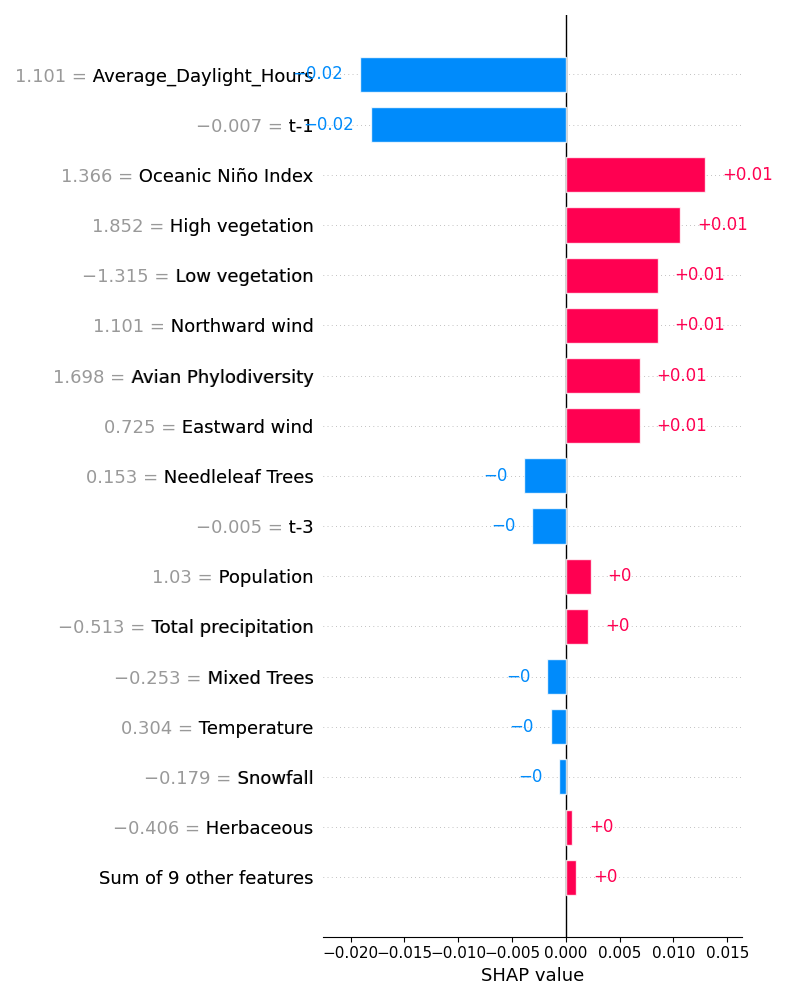 1.101 = Average_Daylight_Hours −0.02
−0.007 = t-1 −0.02
1.366 = Oceanic Niño Index +0.01
1.852 = High vegetation +0.01
−1.315 = Low vegetation +0.01
1.101 = Northward wind +0.01
1.698 = Avian Phylodiversity +0.01
0.725 = Eastward wind +0.01
0.153 = Needleleaf Trees −0
−0.005 = t-3 −0
1.03 = Population +0
−0.513 = Total precipitation +0
−0.253 = Mixed Trees −0
0.304 = Temperature −0
−0.179 = Snowfall −0
−0.406 = Herbaceous +0
Sum of 9 other features +0
−0.020 −0.015 −0.010 −0.005 0.000 0.005 0.010 0.015
SHAP value